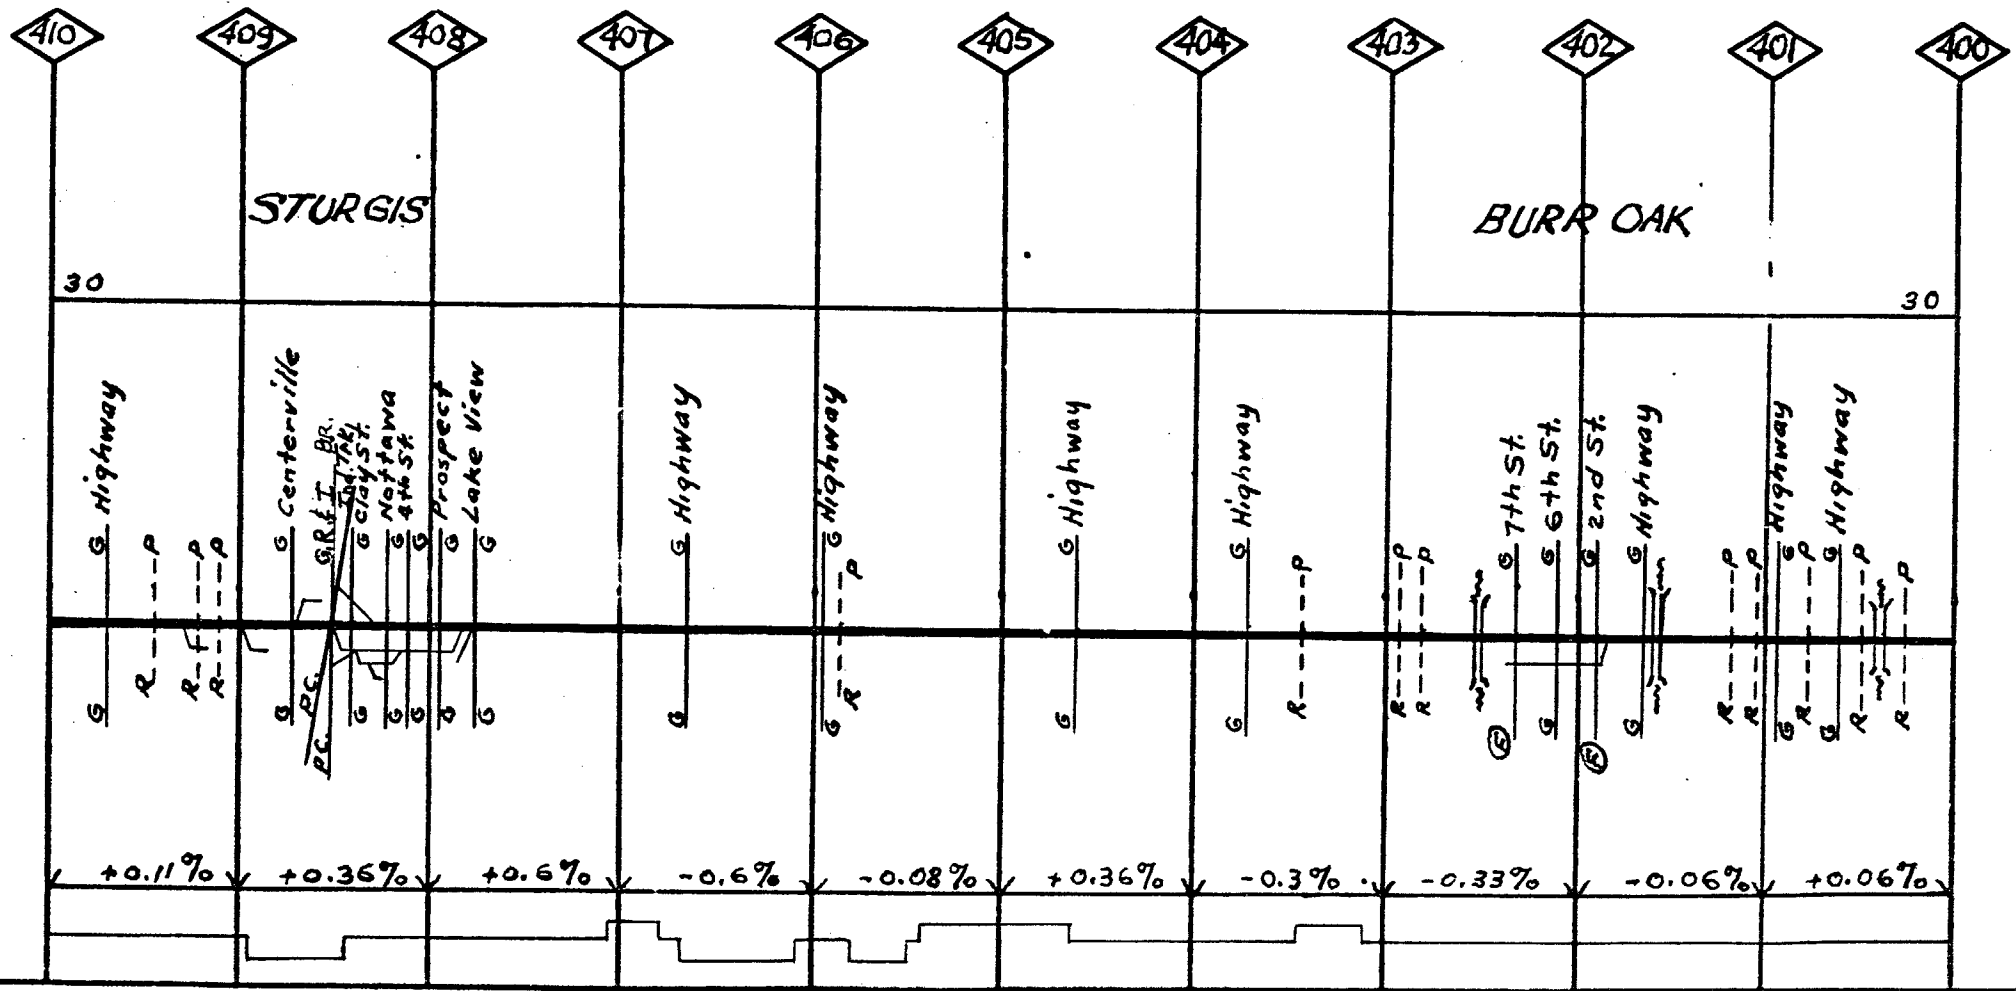 410 409 408 407 406 405 404 403 402 401 400
STURGIS BURR OAK
30 30
Highway
Centerville
G.R.& I. BR.
Ind. Trk.
Clay St.
Nottawa
4th St.
Prospect
Lake View
Highway
Highway
Highway
Highway
7th St.
6th St.
2nd St.
Highway
Highway
Highway
G G G G G G G G G G G G G G G G G G
P P P P P P P P P P P P
R R R R R R R R R R R R
G G G G G G G G G G G G G G G
P.C.
P.C.
F F
+0.11% +0.36% +0.6% -0.6% -0.08% +0.36% -0.3% -0.33% -0.06% +0.06%